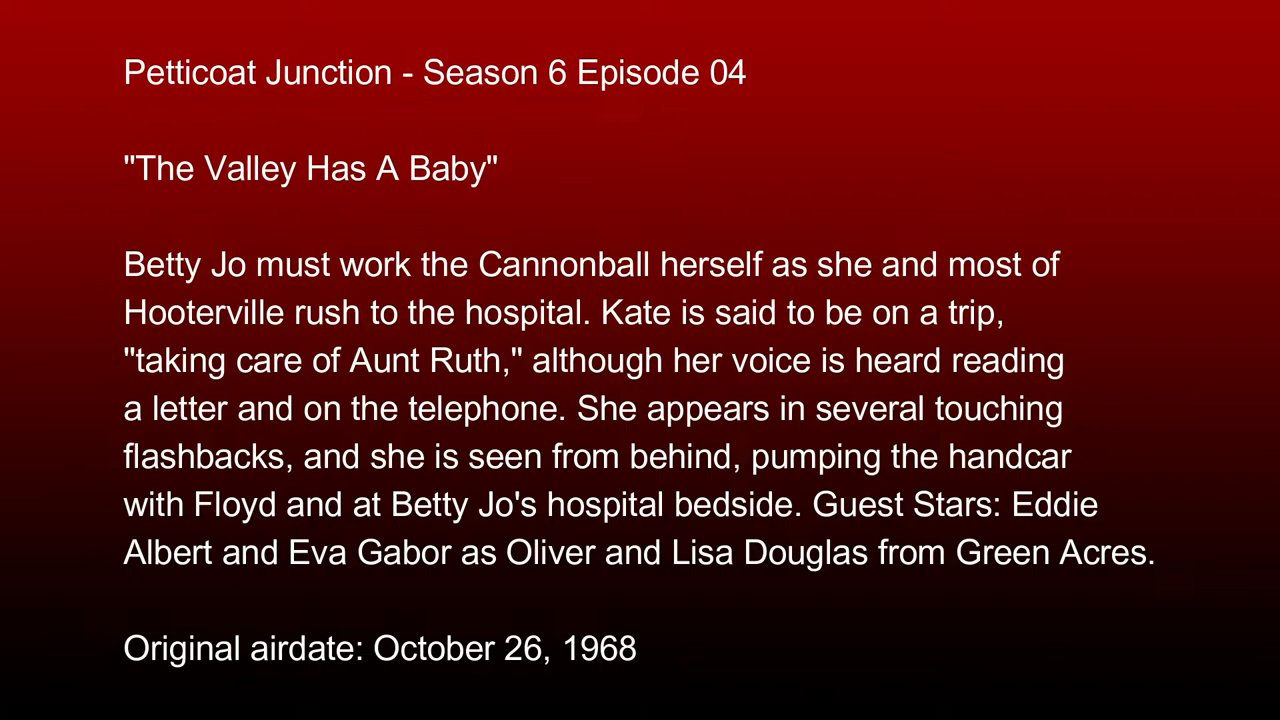 Petticoat Junction - Season 6 Episode 04
"The Valley Has A Baby"
Betty Jo must work the Cannonball herself as she and most of
Hooterville rush to the hospital. Kate is said to be on a trip,
"taking care of Aunt Ruth," although her voice is heard reading
a letter and on the telephone. She appears in several touching
flashbacks, and she is seen from behind, pumping the handcar
with Floyd and at Betty Jo's hospital bedside. Guest Stars: Eddie
Albert and Eva Gabor as Oliver and Lisa Douglas from Green Acres.
Original airdate: October 26, 1968